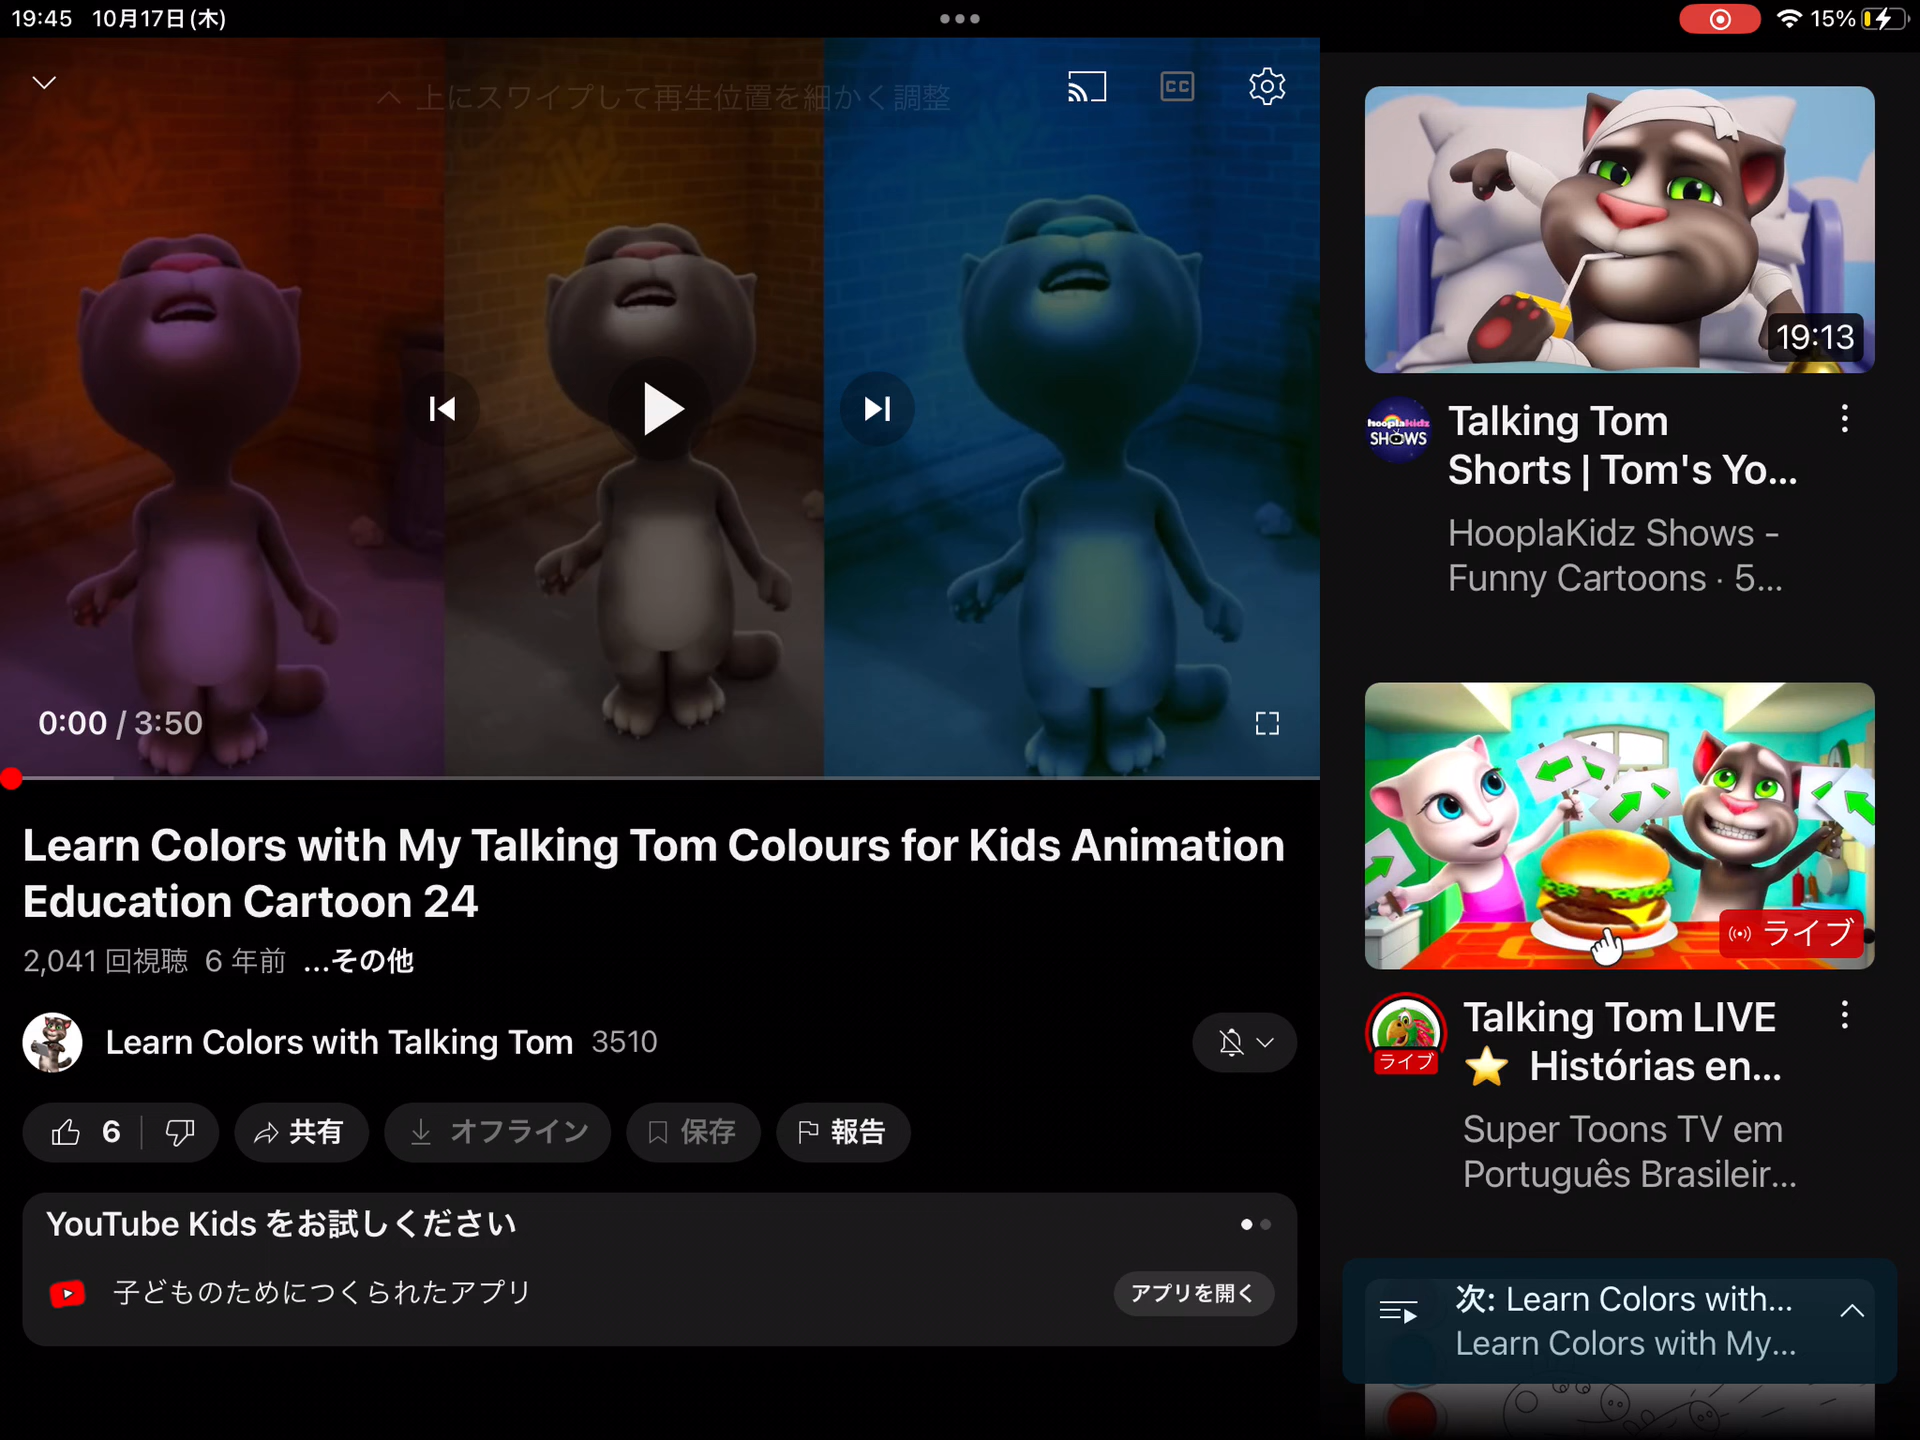 19:45 10月17日(木)
15%
上にスワイプして再生位置を細かく調整
CC
0:00 / 3:50
Learn Colors with My Talking Tom Colours for Kids Animation
Education Cartoon 24
2,041 回視聴 6 年前 ...その他
Learn Colors with Talking Tom 3510
6 共有 オフライン 保存 報告
YouTube Kids をお試しください
子どものためにつくられたアプリ
アプリを開く
19:13
hooplakidz
SHOWS
Talking Tom
Shorts | Tom's Yo...
HooplaKidz Shows -
Funny Cartoons · 5...
ライブ
ライブ
Talking Tom LIVE
⭐ Histórias en...
Super Toons TV em
Português Brasileir...
次: Learn Colors with...
Learn Colors with My...